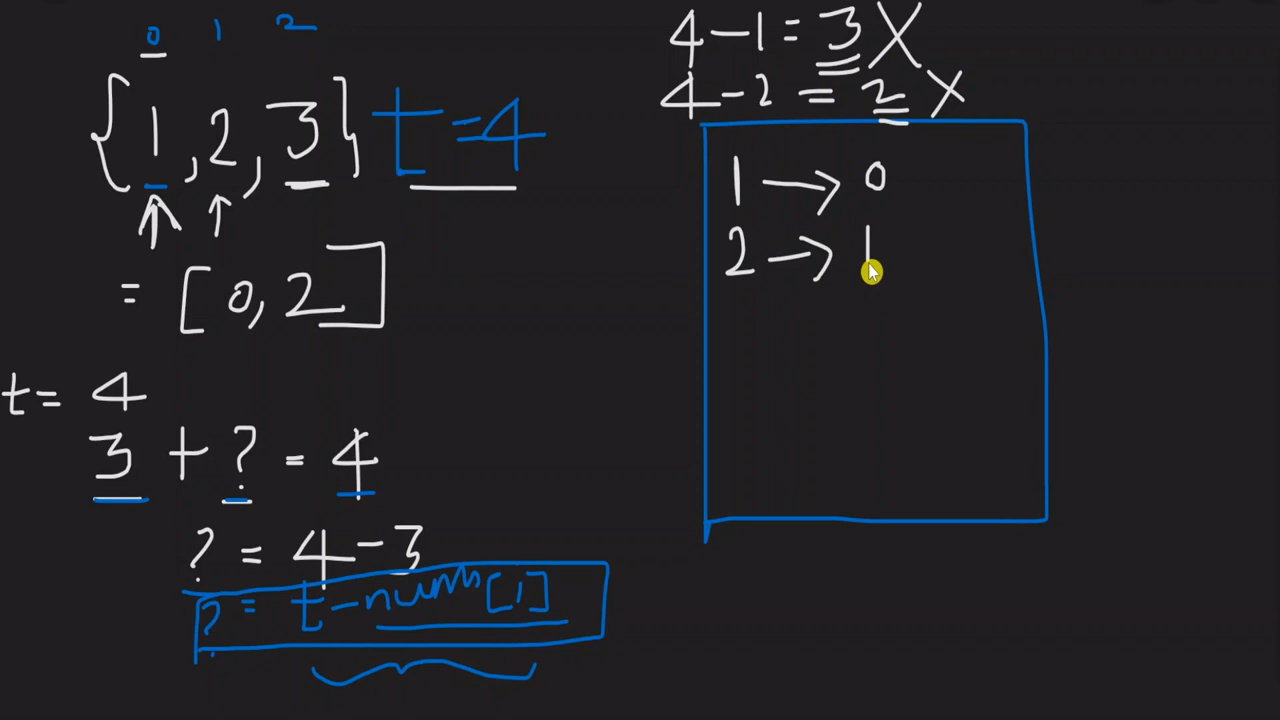 0 1 2
{1, 2, 3} t = 4
= [0, 2]
t = 4
3 + ? = 4
? = 4 - 3
? = t - nums[i]
4 - 1 = 3 X
4 - 2 = 2 X
1 → 0
2 → 1